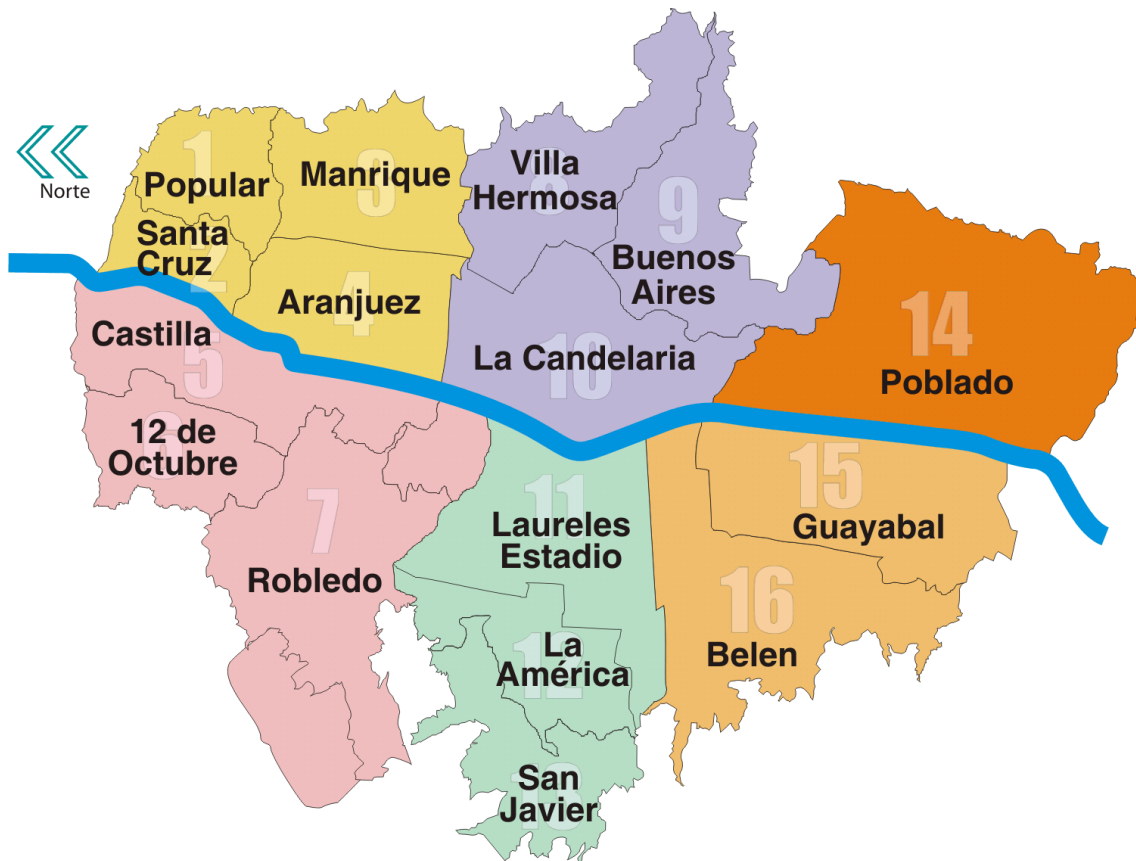 Norte
1
Popular
3
Manrique
2
Santa
Cruz
4
Aranjuez
8
Villa
Hermosa
9
Buenos
Aires
10
La Candelaria
14
Poblado
5
Castilla
6
12 de
Octubre
7
Robledo
11
Laureles
Estadio
12
La
América
13
San
Javier
15
Guayabal
16
Belen